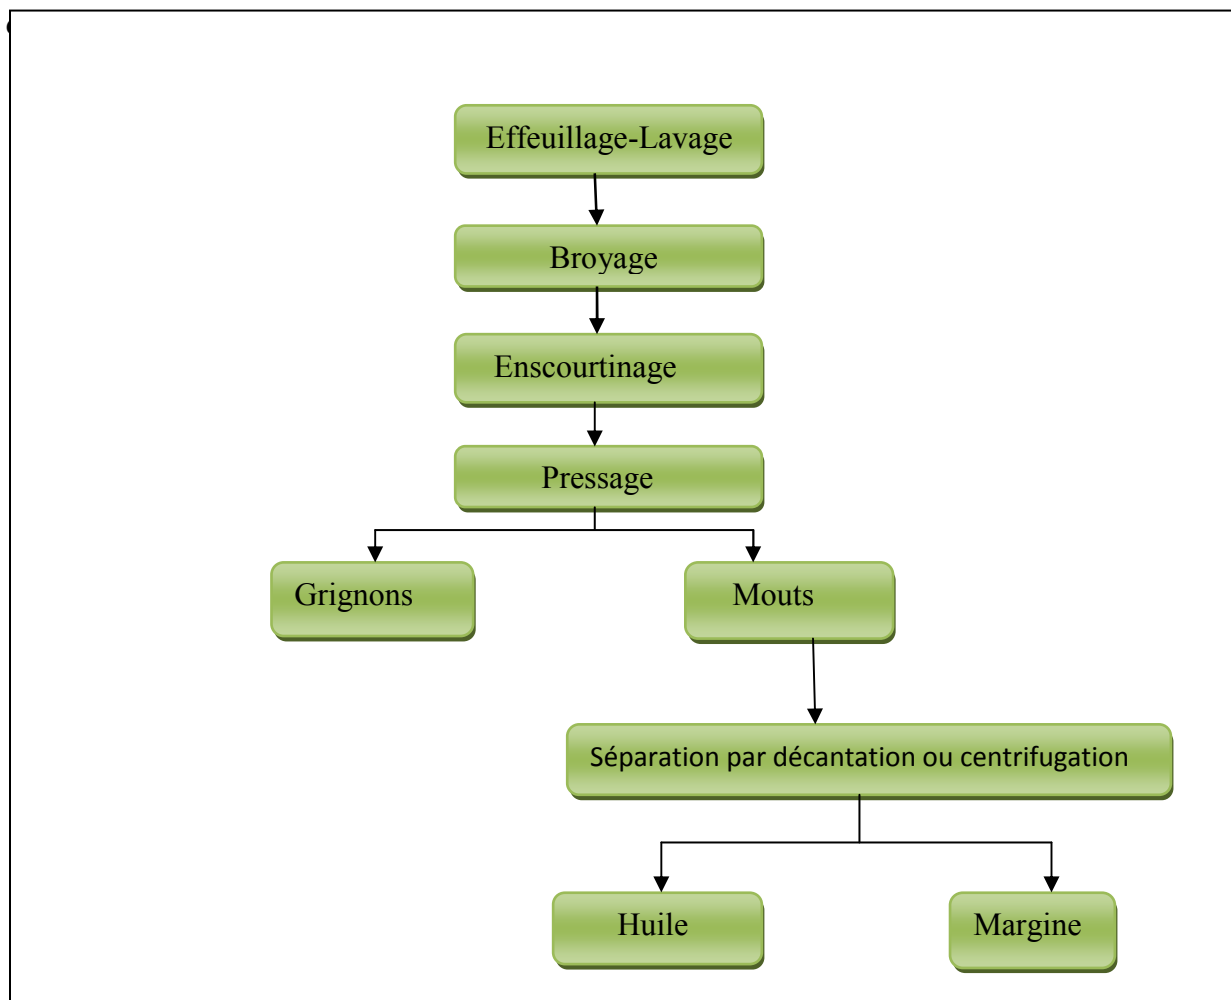 Effeuillage-Lavage
Broyage
Enscourtinage
Pressage
Grignons Mouts
Séparation par décantation ou centrifugation
Huile Margine